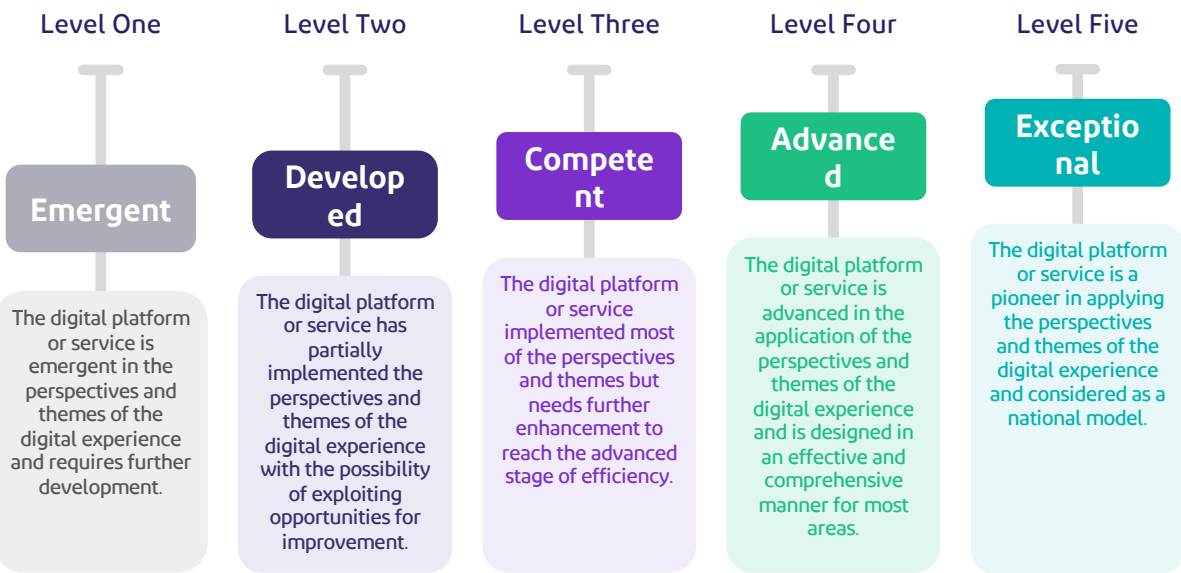 Level One
Level Two
Level Three
Level Four
Level Five
Emergent
Develop
ed
Compete
nt
Advance
d
Exceptio
nal
The digital platform
or service is
emergent in the
perspectives and
themes of the
digital experience
and requires further
development.
The digital platform
or service has
partially
implemented the
perspectives and
themes of the
digital experience
with the possibility
of exploiting
opportunities for
improvement.
The digital platform
or service
implemented most
of the perspectives
and themes but
needs further
enhancement to
reach the advanced
stage of efficiency.
The digital platform
or service is
advanced in the
application of the
perspectives and
themes of the
digital experience
and is designed in
an effective and
comprehensive
manner for most
areas.
The digital platform
or service is a
pioneer in applying
the perspectives
and themes of the
digital experience
and considered as a
national model.